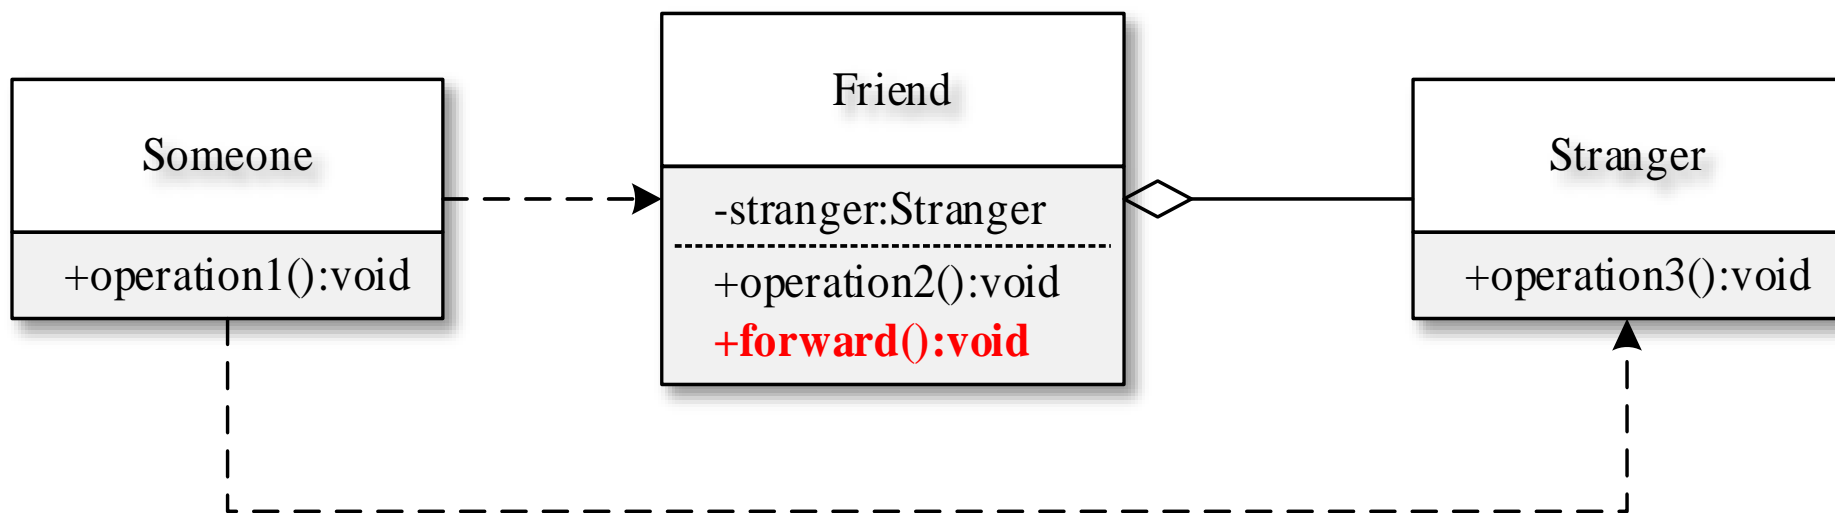 Someone
+operation1():void
Friend
-stranger:Stranger
+operation2():void
+forward():void
Stranger
+operation3():void